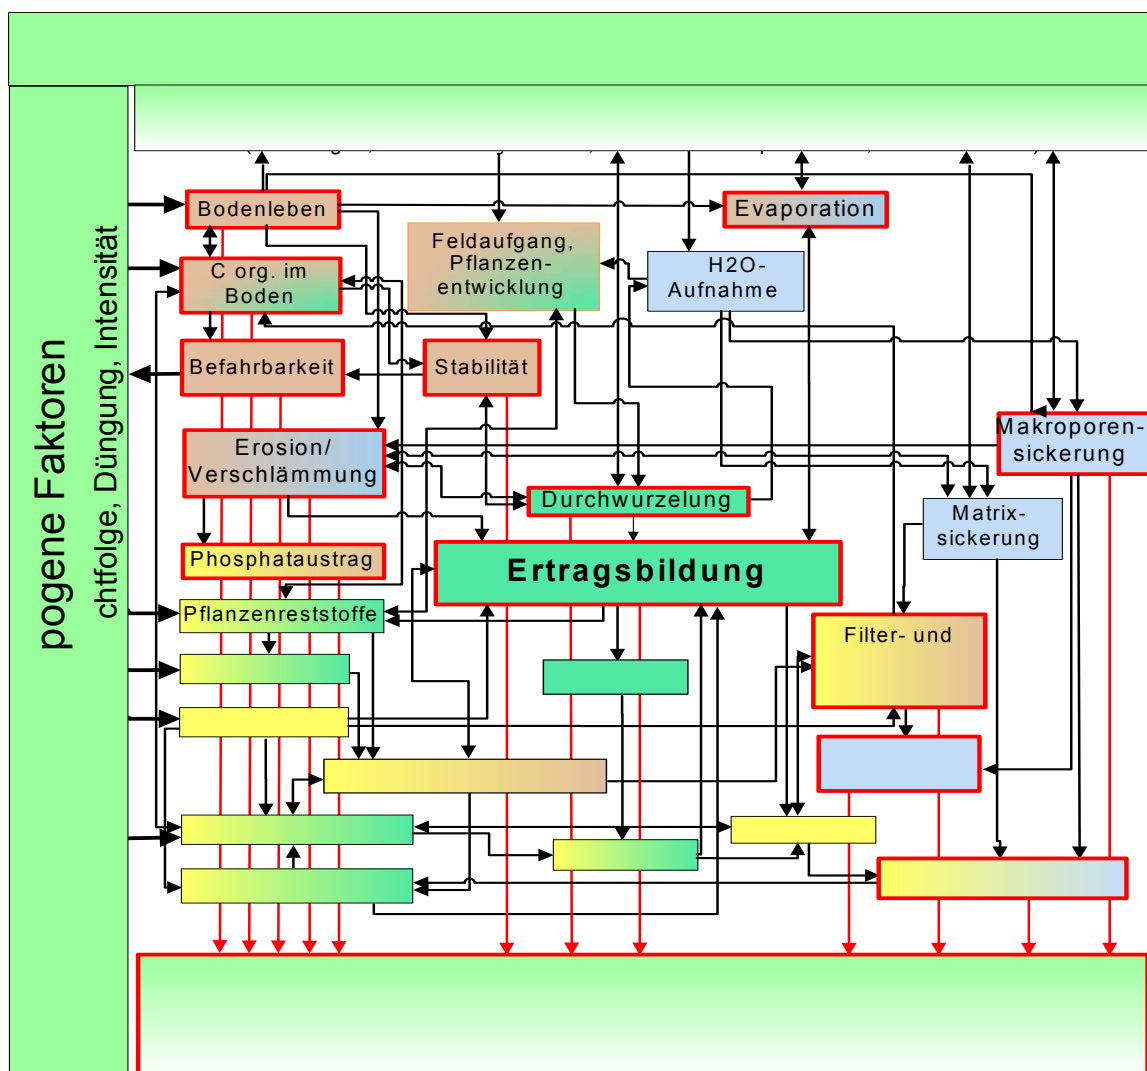 pogene Faktoren
chtfolge, Düngung, Intensität
Bodenleben
Evaporation
Feldaufgang,
Pflanzen-
entwicklung
H2O-
Aufnahme
C org. im
Boden
Befahrbarkeit
Stabilität
Makroporen-
sickerung
Erosion/
Verschlämmung
Durchwurzelung
Matrix-
sickerung
Phosphataustrag
Ertragsbildung
Pflanzenreststoffe
Filter- und